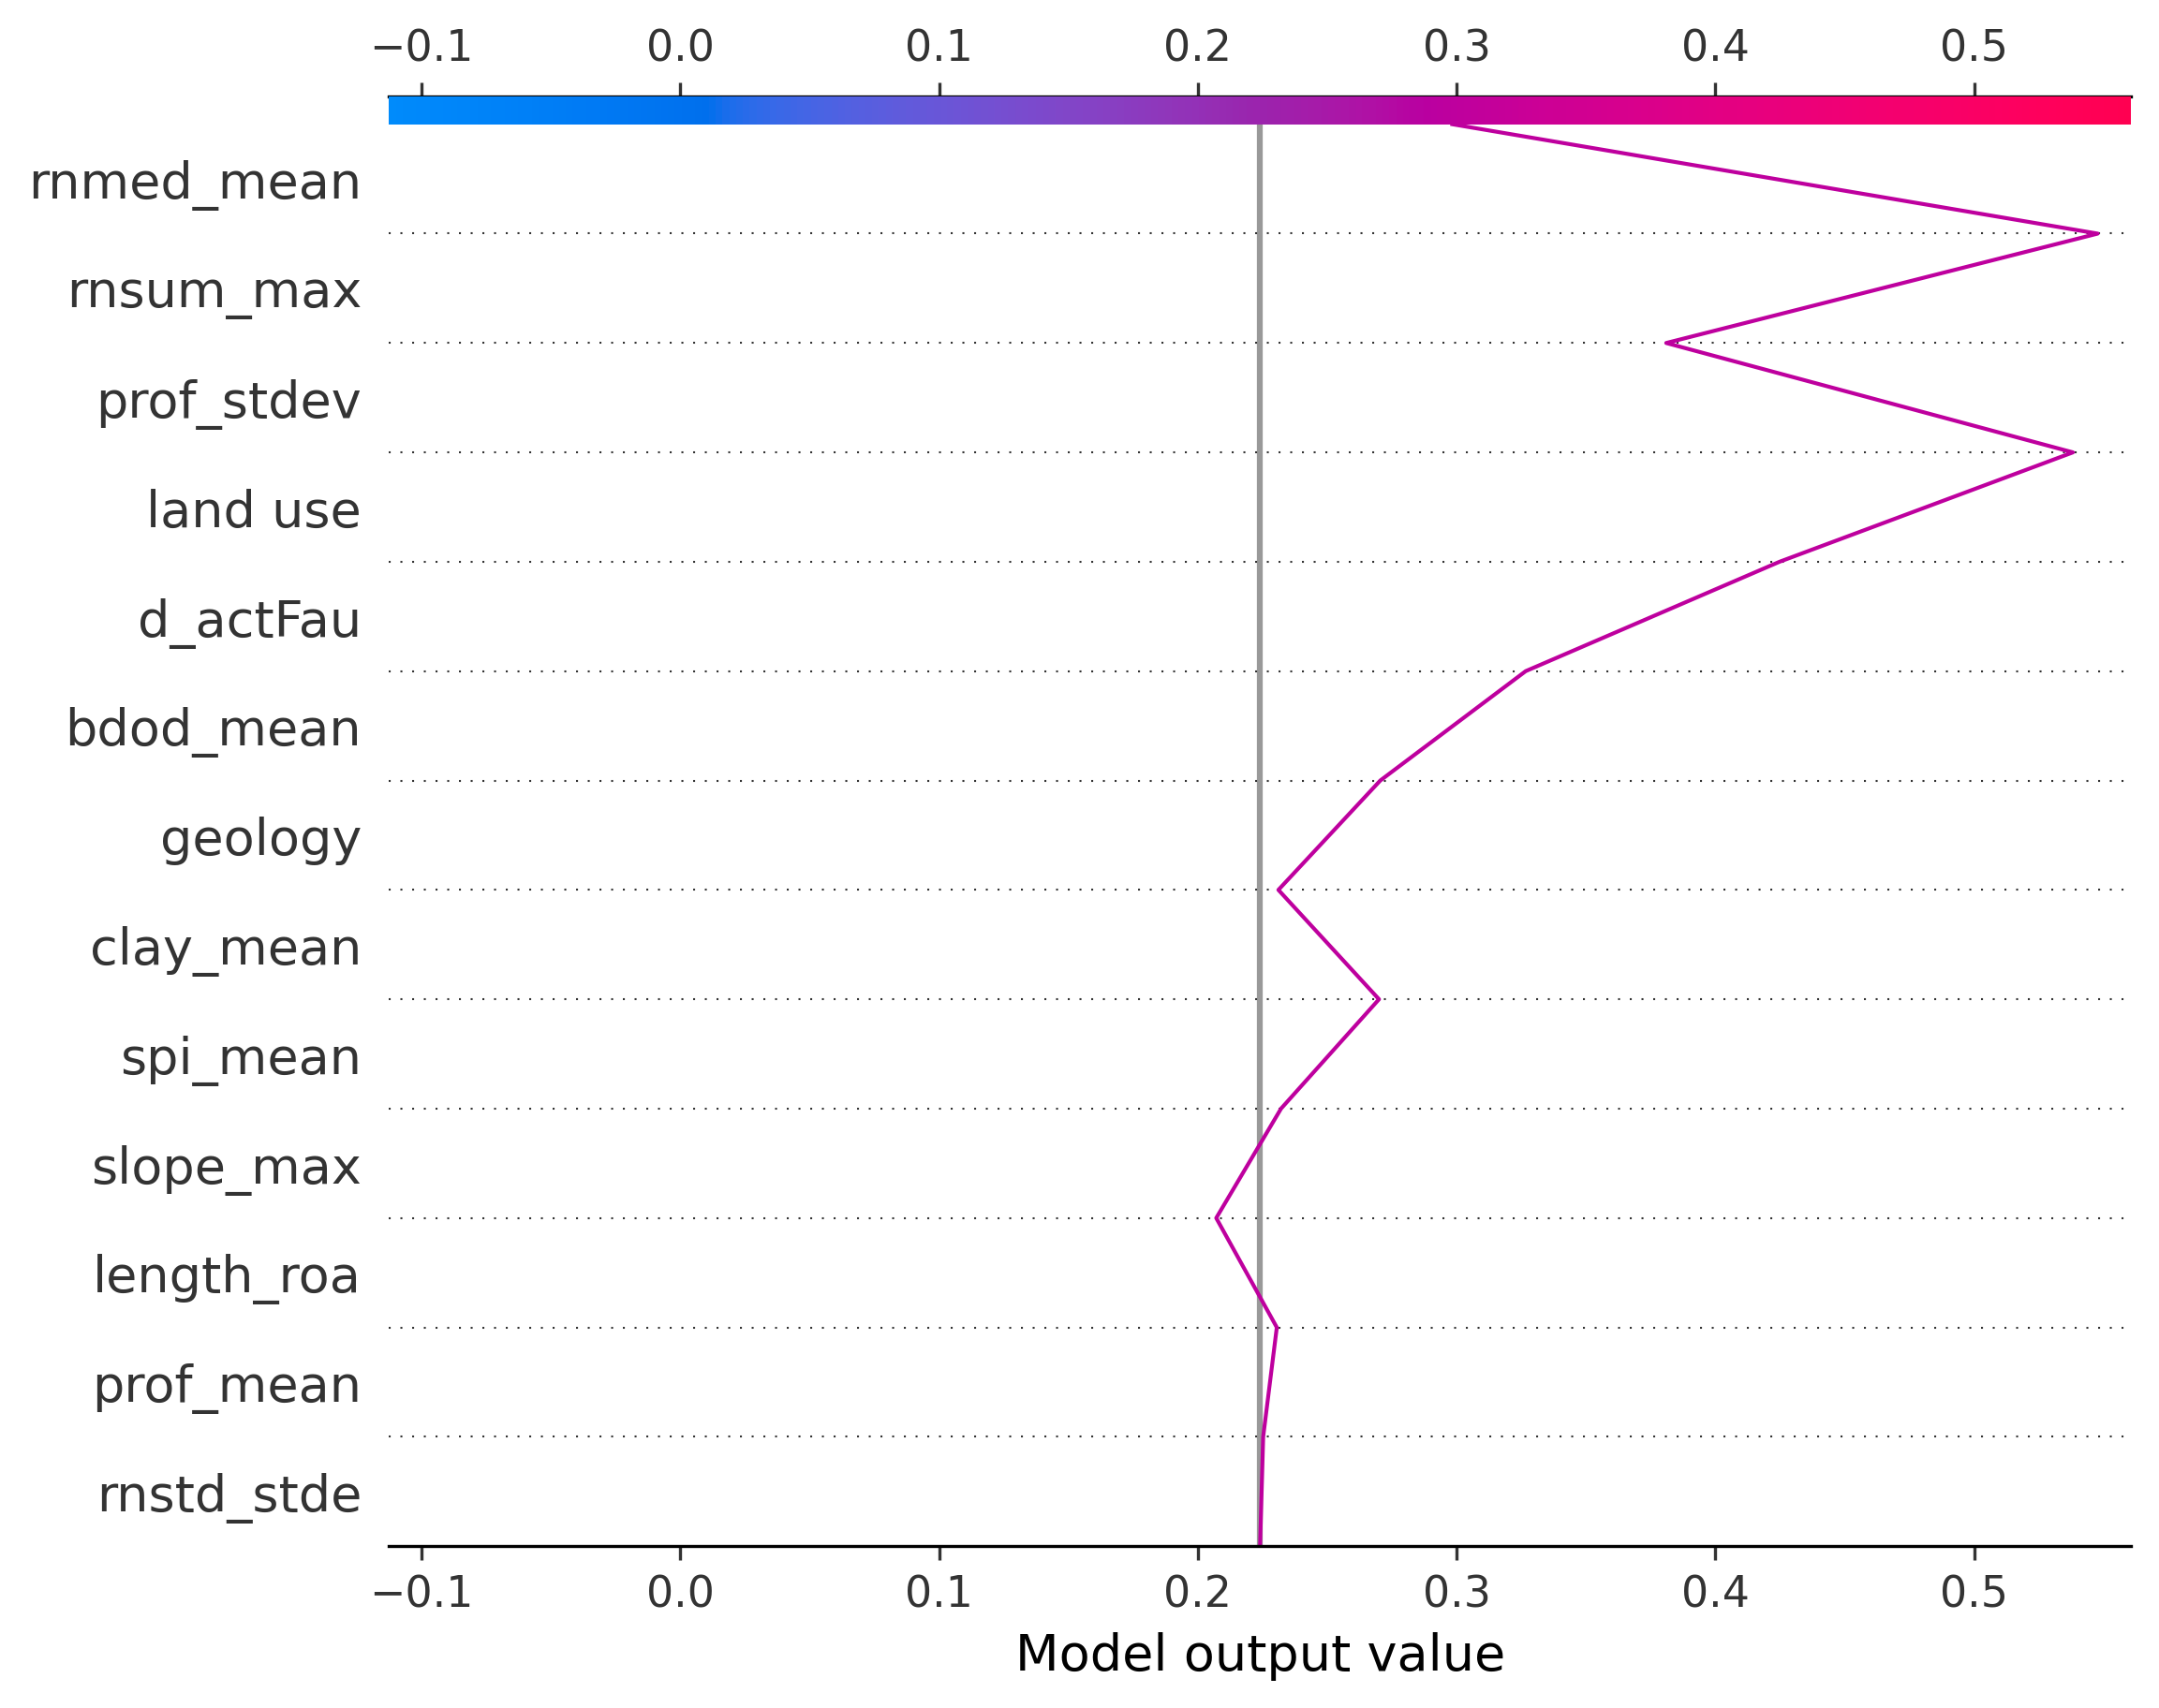 −0.1 0.0 0.1 0.2 0.3 0.4 0.5
rnmed_mean
rnsum_max
prof_stdev
land use
d_actFau
bdod_mean
geology
clay_mean
spi_mean
slope_max
length_roa
prof_mean
rnstd_stde
−0.1 0.0 0.1 0.2 0.3 0.4 0.5
Model output value